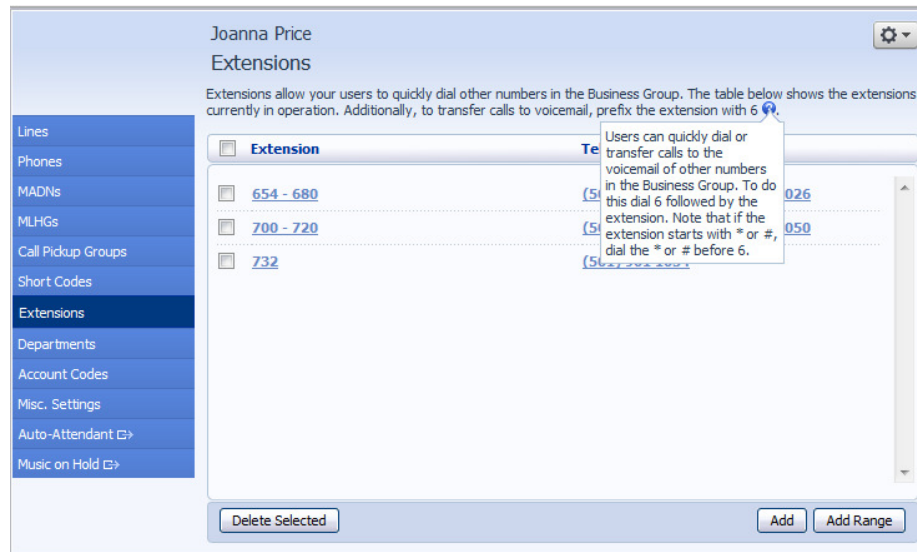 Joanna Price
Extensions
Extensions allow your users to quickly dial other numbers in the Business Group. The table below shows the extensions
currently in operation. Additionally, to transfer calls to voicemail, prefix the extension with 6 .
Lines
Phones
MADNs
MLHGs
Call Pickup Groups
Short Codes
Extensions
Departments
Account Codes
Misc. Settings
Auto-Attendant
Music on Hold
Extension
Te
654 - 680
026
700 - 720
050
732
Users can quickly dial or
transfer calls to the
voicemail of other numbers
in the Business Group. To do
this dial 6 followed by the
extension. Note that if the
extension starts with * or #,
dial the * or # before 6.
Delete Selected
Add
Add Range